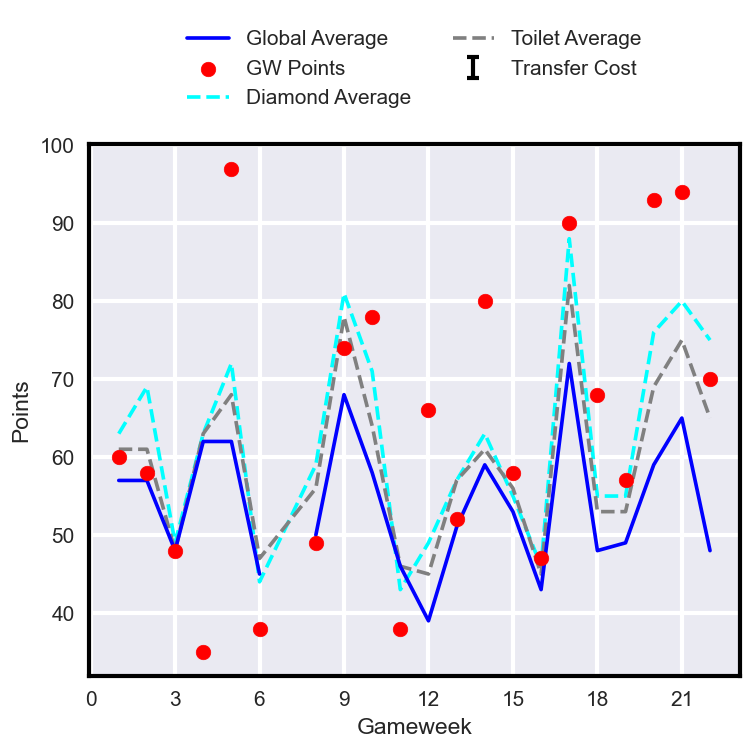 Global Average
GW Points
Diamond Average
Toilet Average
Transfer Cost
100
90
80
70
60
50
40
Points
0 3 6 9 12 15 18 21
Gameweek